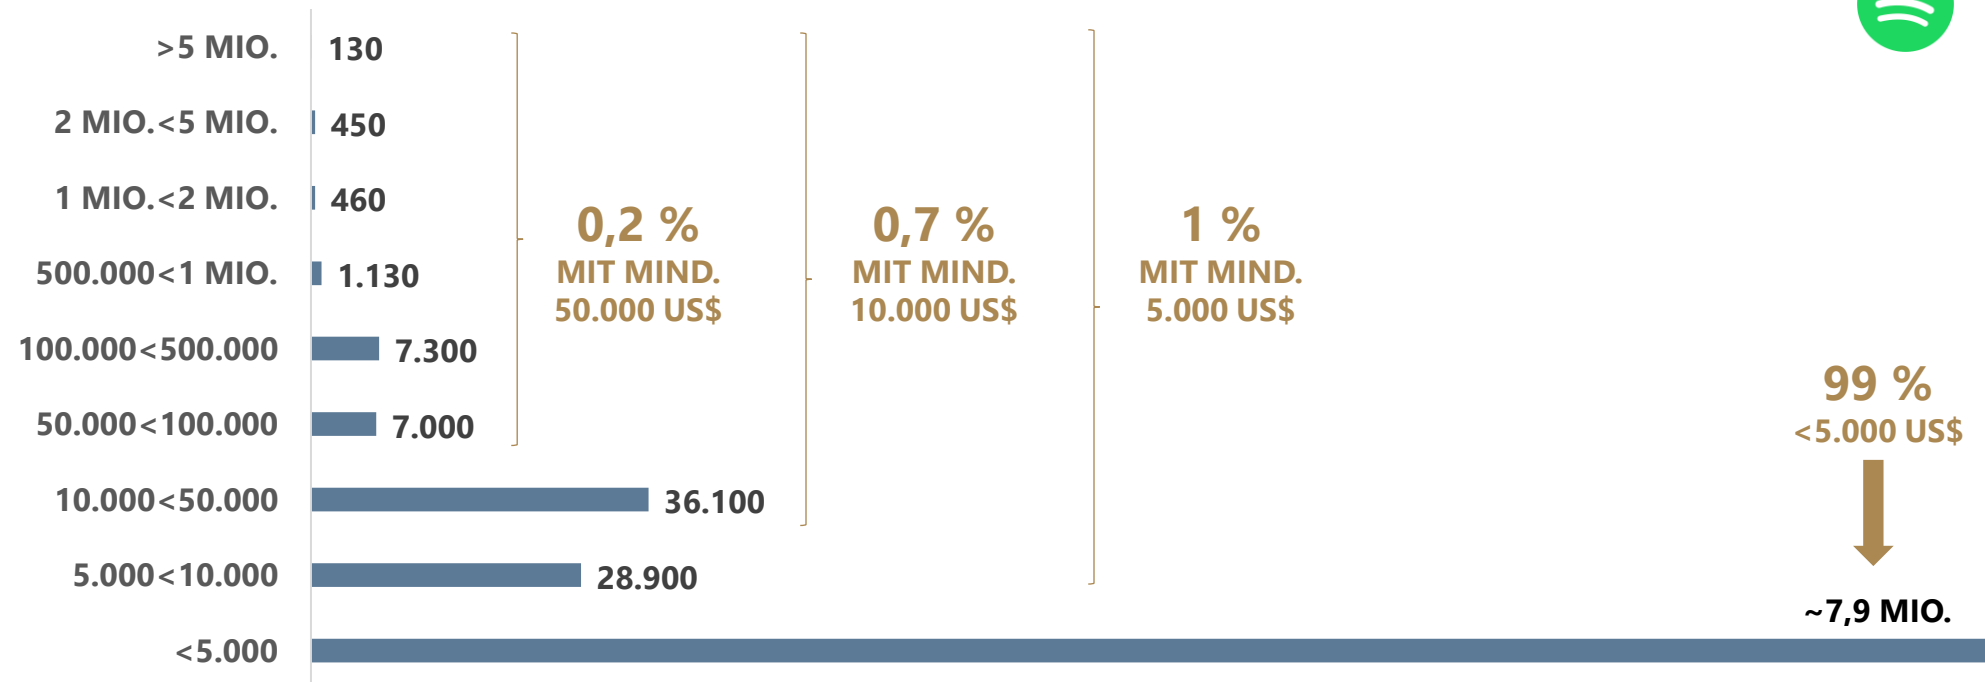 >5 MIO. 130
2 MIO.<5 MIO. 450
1 MIO.<2 MIO. 460
500.000<1 MIO. 1.130
100.000<500.000 7.300
50.000<100.000 7.000
10.000<50.000 36.100
5.000<10.000 28.900
<5.000
0,2 %
MIT MIND.
50.000 US$
0,7 %
MIT MIND.
10.000 US$
1 %
MIT MIND.
5.000 US$
99 %
<5.000 US$
~7,9 MIO.